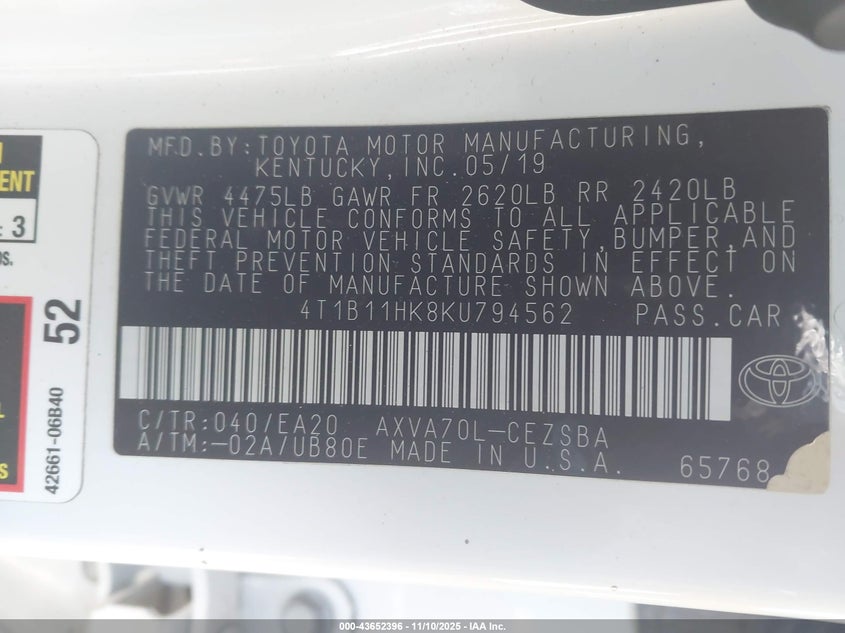 MFD.BY:TOYOTA MOTOR MANUFACTURING,
KENTUCKY,INC.05/19
GVWR 4475LB GAWR FR 2620LB RR 2420LB
THIS VEHICLE CONFORMS TO ALL APPLICABLE
FEDERAL MOTOR VEHICLE SAFETY,BUMPER,AND
THEFT PREVENTION STANDARDS IN EFFECT ON
THE DATE OF MANUFACTURE SHOWN ABOVE.
4T1B11HK8KU794562 PASS.CAR
C/TR:040/EA20 AXVA70L-CEZSBA
A/TM:-02A/UB80E MADE IN U.S.A.
65768
3
52
42661-06B40
000-43652396 - 11/10/2025 - IAA Inc.